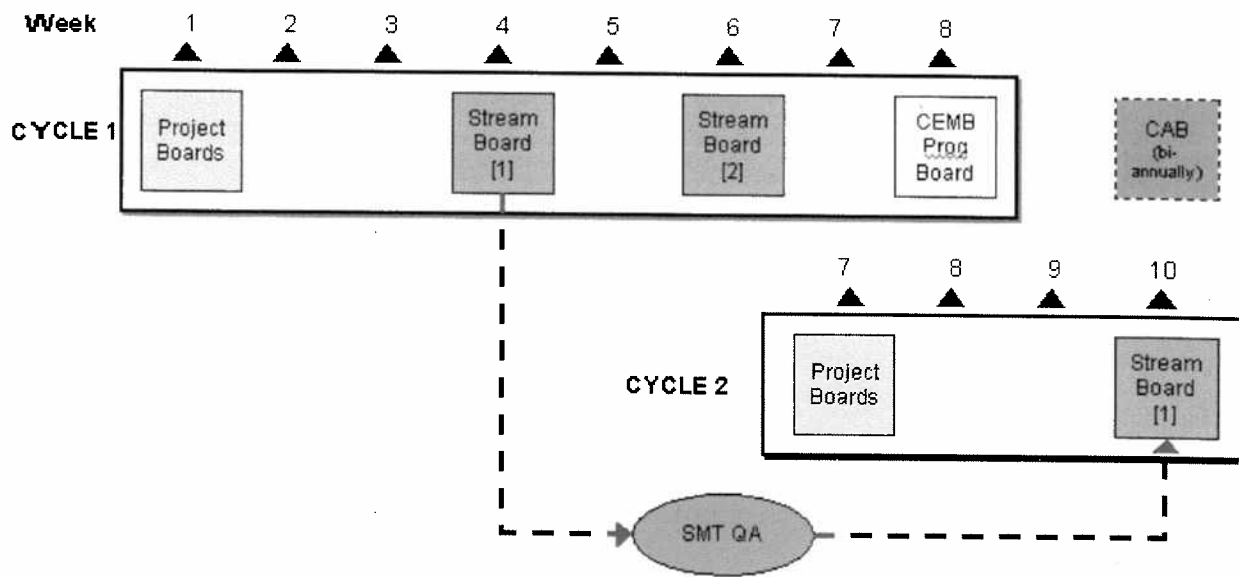 Week 1 2 3 4 5 6 7 8
CYCLE 1
Project
Boards
Stream
Board
[1]
Stream
Board
[2]
CEMB
Prog
Board
CAB
(bi-
annually)
7 8 9 10
CYCLE 2
Project
Boards
Stream
Board
[1]
SMT QA